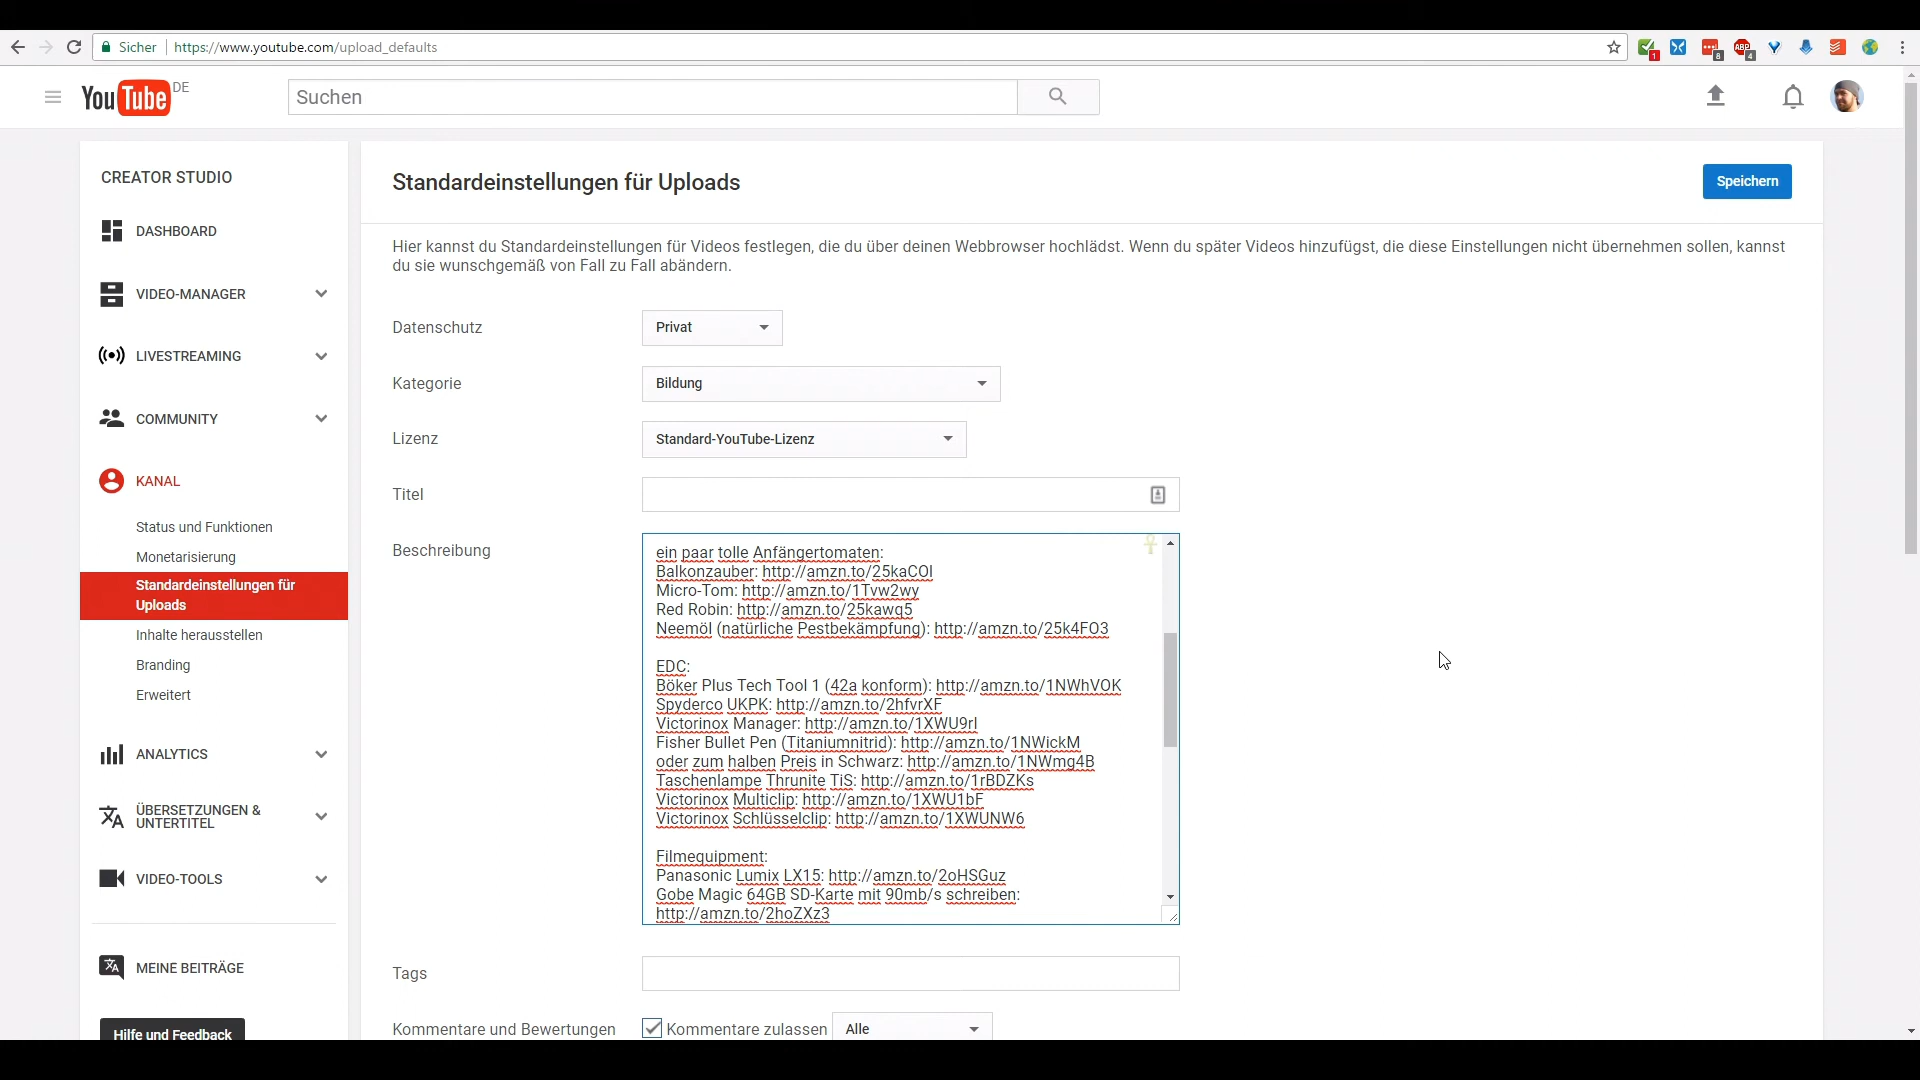 Sicher
https://www.youtube.com/upload_defaults
1
8
ABP
4
YouTube DE
Suchen
CREATOR STUDIO
DASHBOARD
VIDEO-MANAGER
LIVESTREAMING
COMMUNITY
KANAL
Status und Funktionen
Monetarisierung
Standardeinstellungen für
Uploads
Inhalte herausstellen
Branding
Erweitert
ANALYTICS
ÜBERSETZUNGEN &
UNTERTITEL
VIDEO-TOOLS
MEINE BEITRÄGE
Hilfe und Feedback
Standardeinstellungen für Uploads
Speichern
Hier kannst du Standardeinstellungen für Videos festlegen, die du über deinen Webbrowser hochlädst. Wenn du später Videos hinzufügst, die diese Einstellungen nicht übernehmen sollen, kannst
du sie wunschgemäß von Fall zu Fall abändern.
Datenschutz
Privat
Kategorie
Bildung
Lizenz
Standard-YouTube-Lizenz
Titel
Beschreibung
ein paar tolle Anfängertomaten:
Balkonzauber: http://amzn.to/25kaCOI
Micro-Tom: http://amzn.to/1Tvw2wy
Red Robin: http://amzn.to/25kawq5
Neemöl (natürliche Pestbekämpfung): http://amzn.to/25k4FO3
EDC:
Böker Plus Tech Tool 1 (42a konform): http://amzn.to/1NWhVOK
Spyderco UKPK: http://amzn.to/2hfvrXF
Victorinox Manager: http://amzn.to/1XWU9rI
Fisher Bullet Pen (Titaniumnitrid): http://amzn.to/1NWickM
oder zum halben Preis in Schwarz: http://amzn.to/1NWmg4B
Taschenlampe Thrunite TiS: http://amzn.to/1rBDZKs
Victorinox Multiclip: http://amzn.to/1XWU1bF
Victorinox Schlüsselclip: http://amzn.to/1XWUNW6
Filmequipment:
Panasonic Lumix LX15: http://amzn.to/2oHSGuz
Gobe Magic 64GB SD-Karte mit 90mb/s schreiben:
http://amzn.to/2hoZXz3
Tags
Kommentare und Bewertungen
Kommentare zulassen
Alle